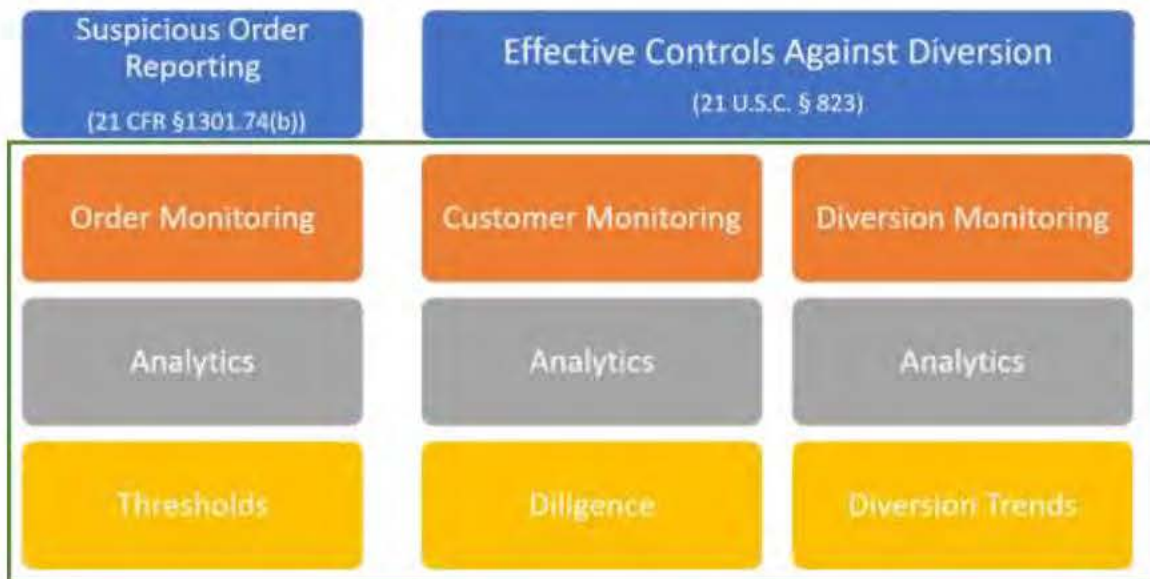 Suspicious Order
Reporting
(21 CFR §1301.74(b))
Effective Controls Against Diversion
(21 U.S.C. § 823)
Order Monitoring
Customer Monitoring
Diversion Monitoring
Analytics
Analytics
Analytics
Thresholds
Diligence
Diversion Trends